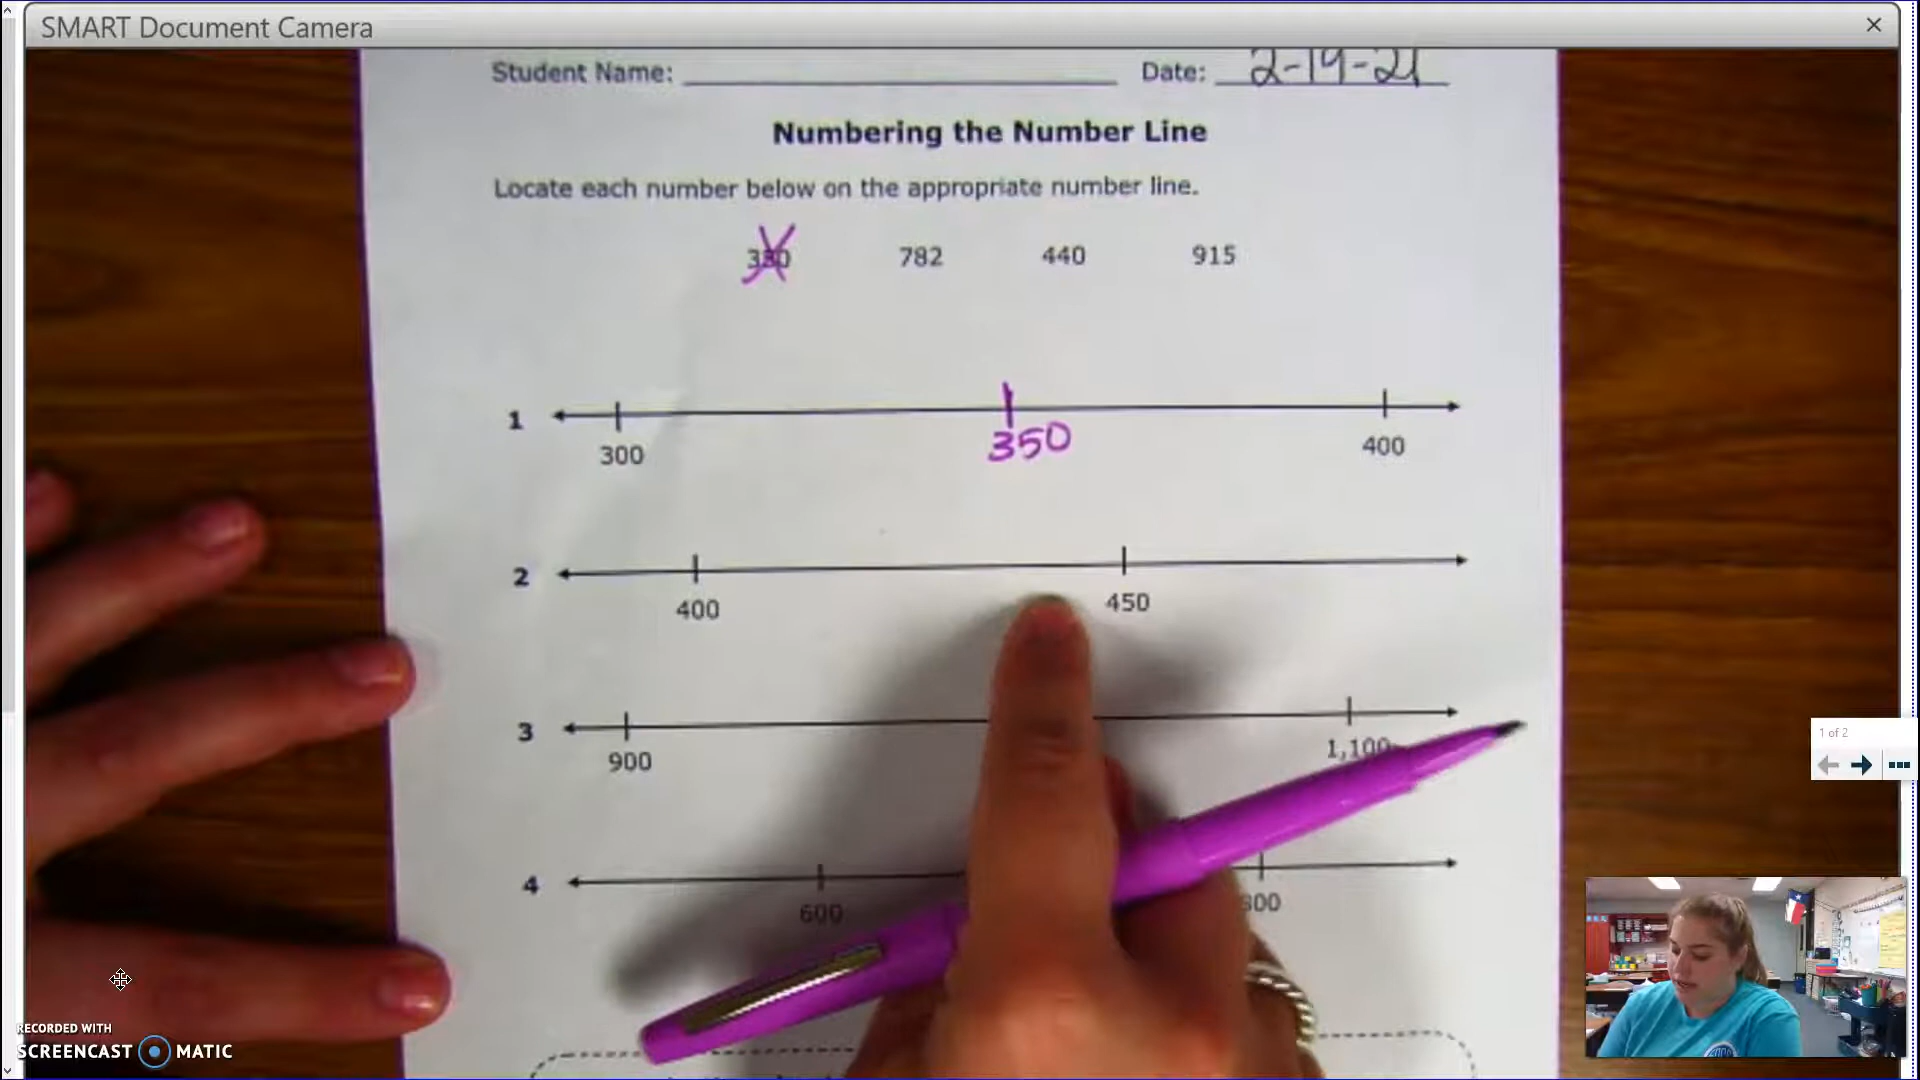 SMART Document Camera
Student Name: Date: 2-19-21
Numbering the Number Line
Locate each number below on the appropriate number line.
782 440 915
1
300 350 400
2
400 450
3
900 1,100
4
600
1 of 2
RECORDED WITH
SCREENCAST MATIC